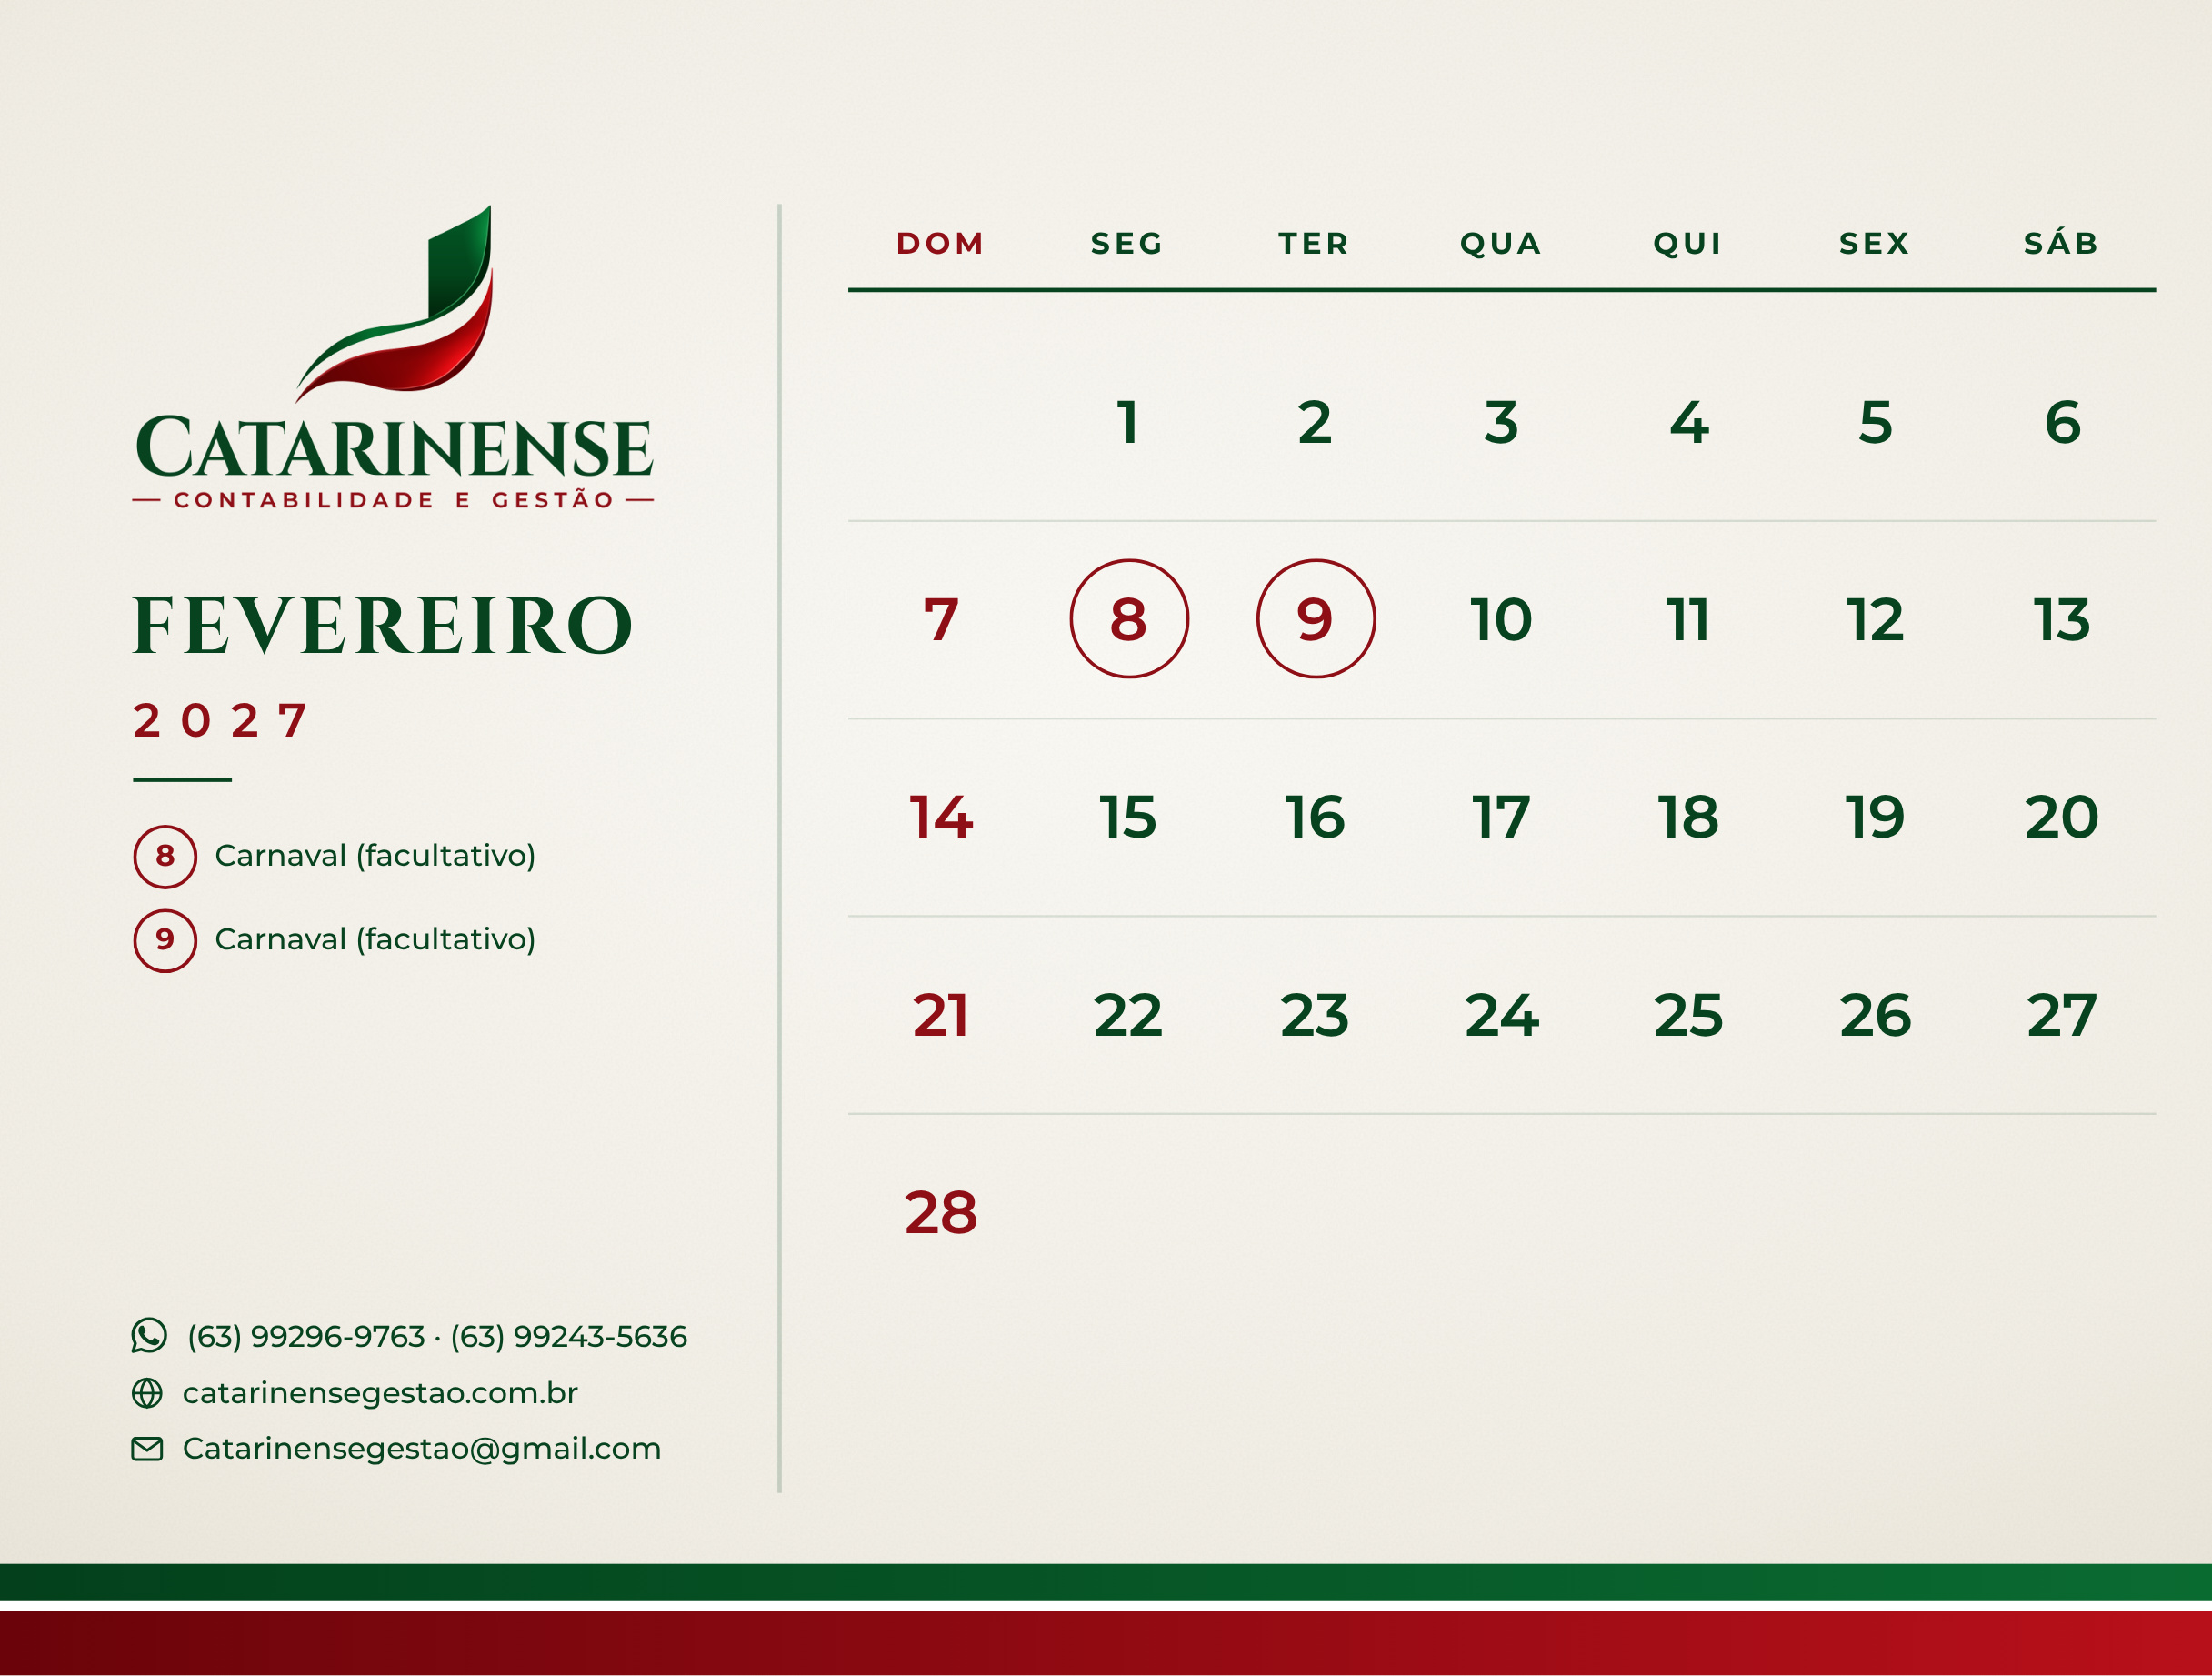 CATARINENSE
CONTABILIDADE E GESTÃO
FEVEREIRO
2027
8 Carnaval (facultativo)
9 Carnaval (facultativo)
(63) 99296-9763 · (63) 99243-5636
catarinensegestao.com.br
Catarinensegestao@gmail.com
DOM SEG TER QUA QUI SEX SÁB
1 2 3 4 5 6
7 8 9 10 11 12 13
14 15 16 17 18 19 20
21 22 23 24 25 26 27
28